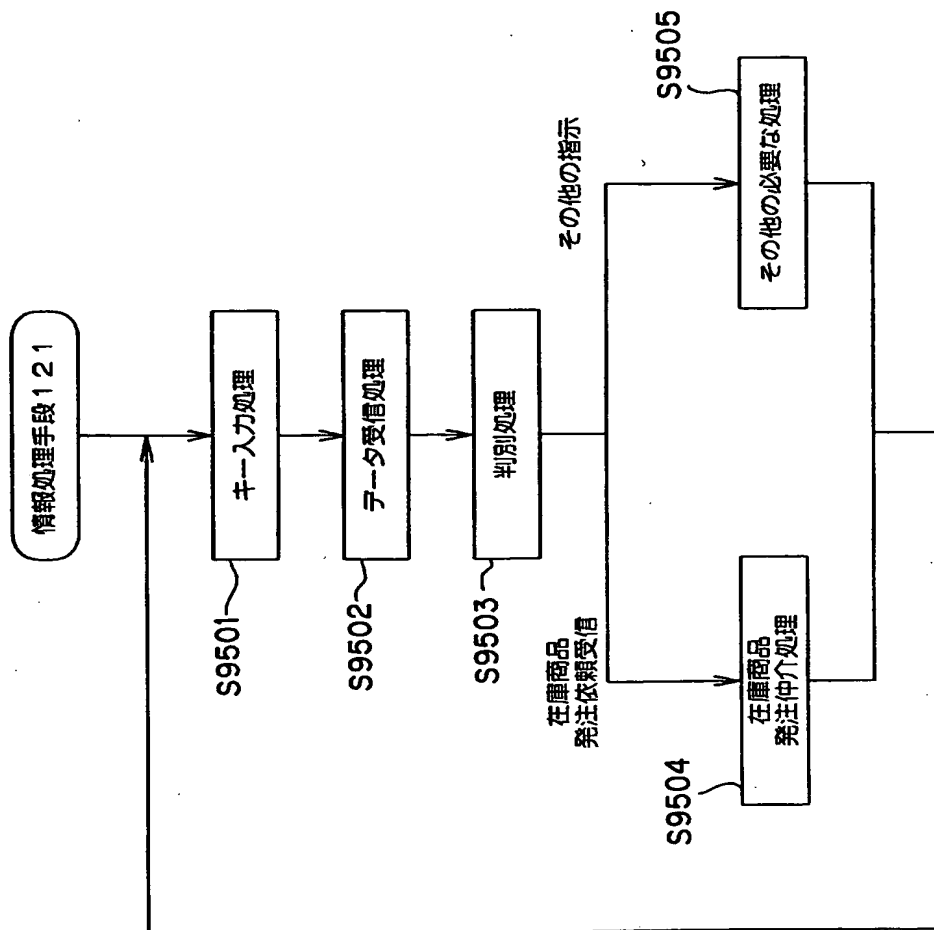 情報処理手段121
S9501
キー入力処理
S9502
データ受信処理
S9503
判別処理
在庫商品
発注依頼受信
その他の指示
S9504
在庫商品
発注仲介処理
S9505
その他の必要な処理